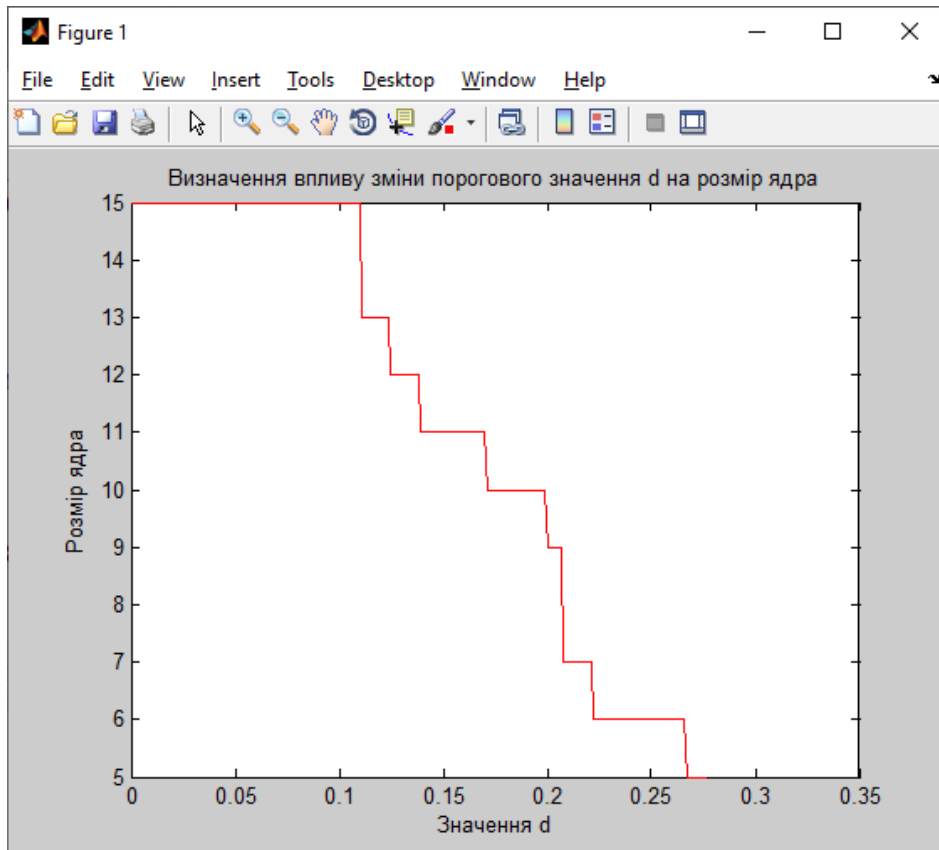 Figure 1
File Edit View Insert Tools Desktop Window Help
Визначення впливу зміни порогового значення d на розмір ядра
15
14
13
12
11
10
9
8
7
6
5
Розмір ядра
0 0.05 0.1 0.15 0.2 0.25 0.3 0.35
Значення d